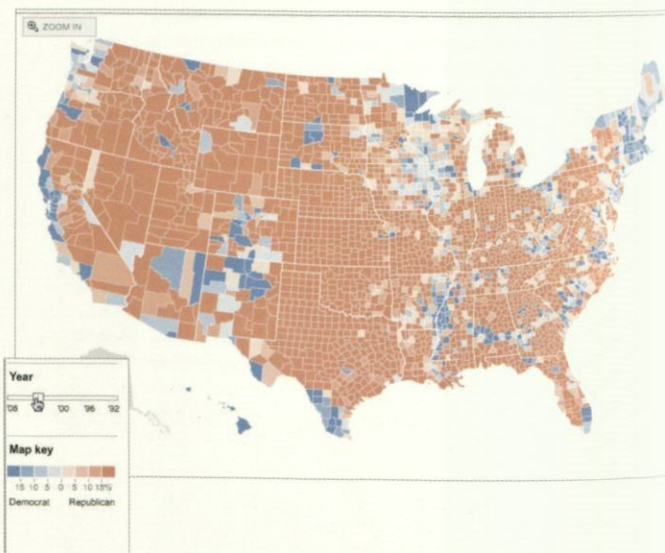 ZOOM IN
Year
'08 '00 '96 '92
Map key
15 10 5 0 5 10 15%
Democrat Republican